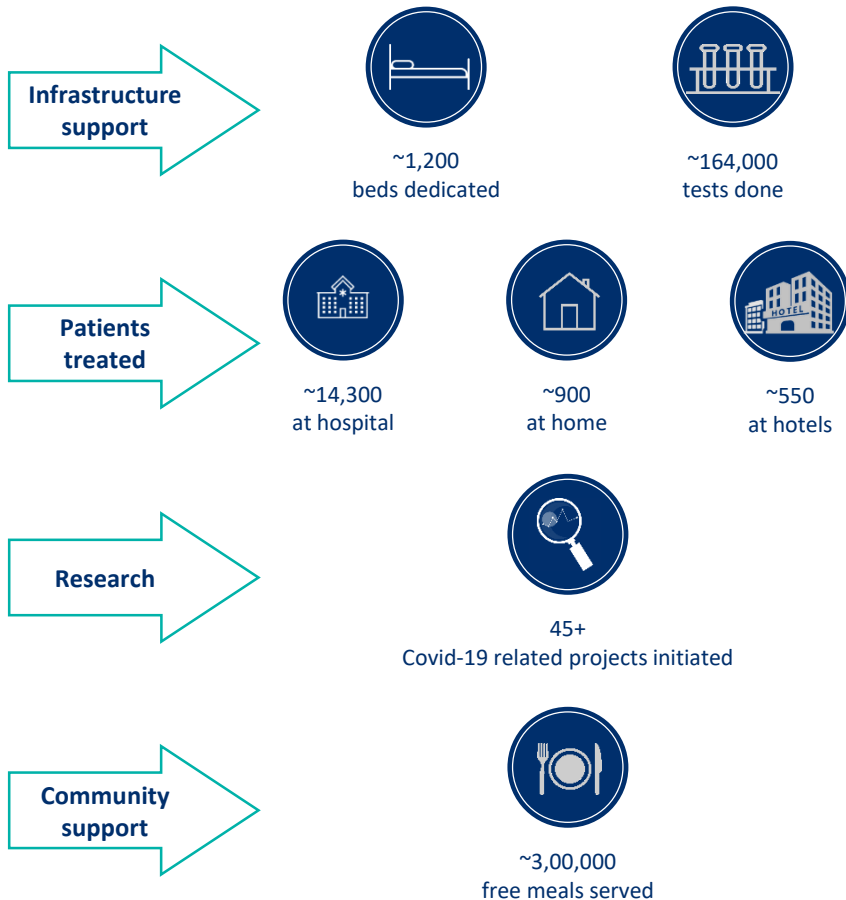 Infrastructure
support
~1,200
beds dedicated
~164,000
tests done
Patients
treated
~14,300
at hospital
~900
at home
HOTEL
~550
at hotels
Research
45+
Covid-19 related projects initiated
Community
support
~3,00,000
free meals served